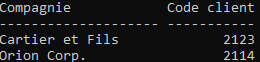 Compagnie            Code client
-------------------- -----------
Cartier et Fils             2123
Orion Corp.                 2114